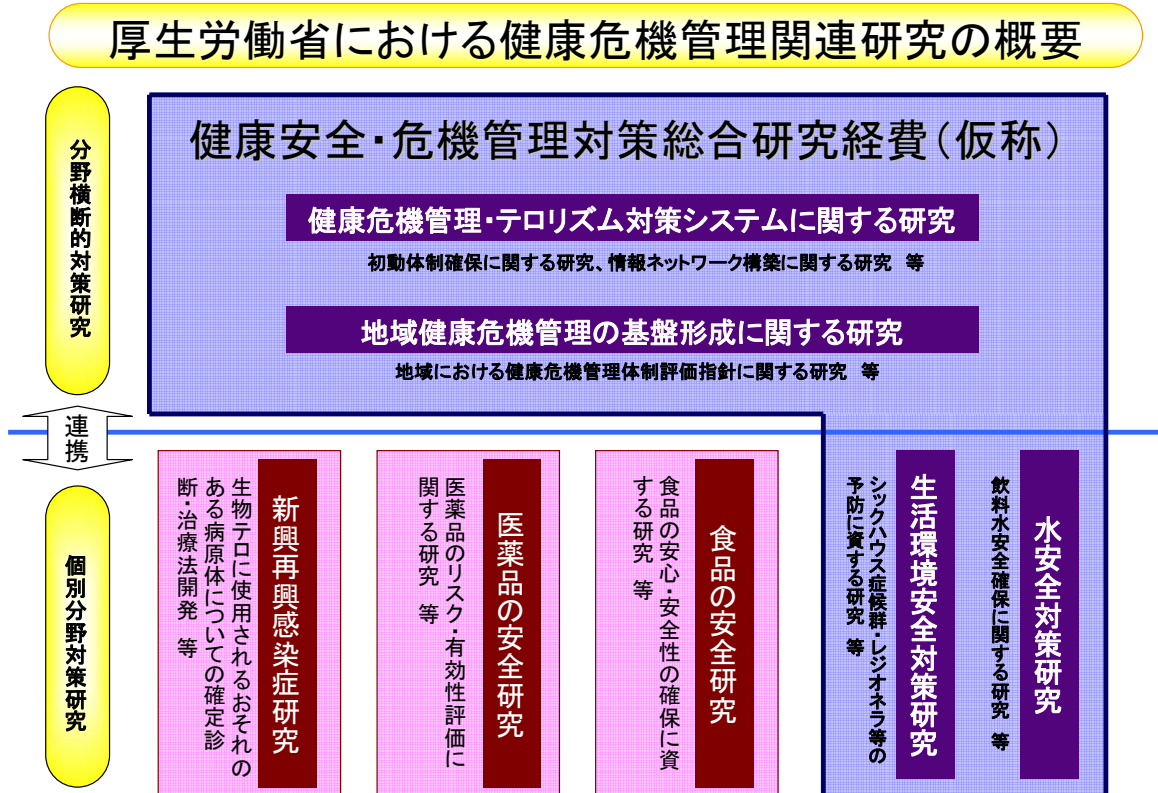 厚生労働省における健康危機管理関連研究の概要
分野横断的対策研究
健康安全・危機管理対策総合研究経費（仮称）
健康危機管理・テロリズム対策システムに関する研究
初動体制確保に関する研究、情報ネットワーク構築に関する研究　等
地域健康危機管理の基盤形成に関する研究
地域における健康危機管理体制評価指針に関する研究　等
連携
個別分野対策研究
新興再興感染症研究
生物テロに使用されるおそれの
ある病原体についての確定診
断・治療法開発　等
医薬品の安全研究
医薬品のリスク・有効性評価に
関する研究　等
食品の安全研究
食品の安心・安全性の確保に資
する研究　等
生活環境安全対策研究
シックハウス症候群・レジオネラ等の
予防に資する研究　等
水安全対策研究
飲料水安全確保に関する研究　等